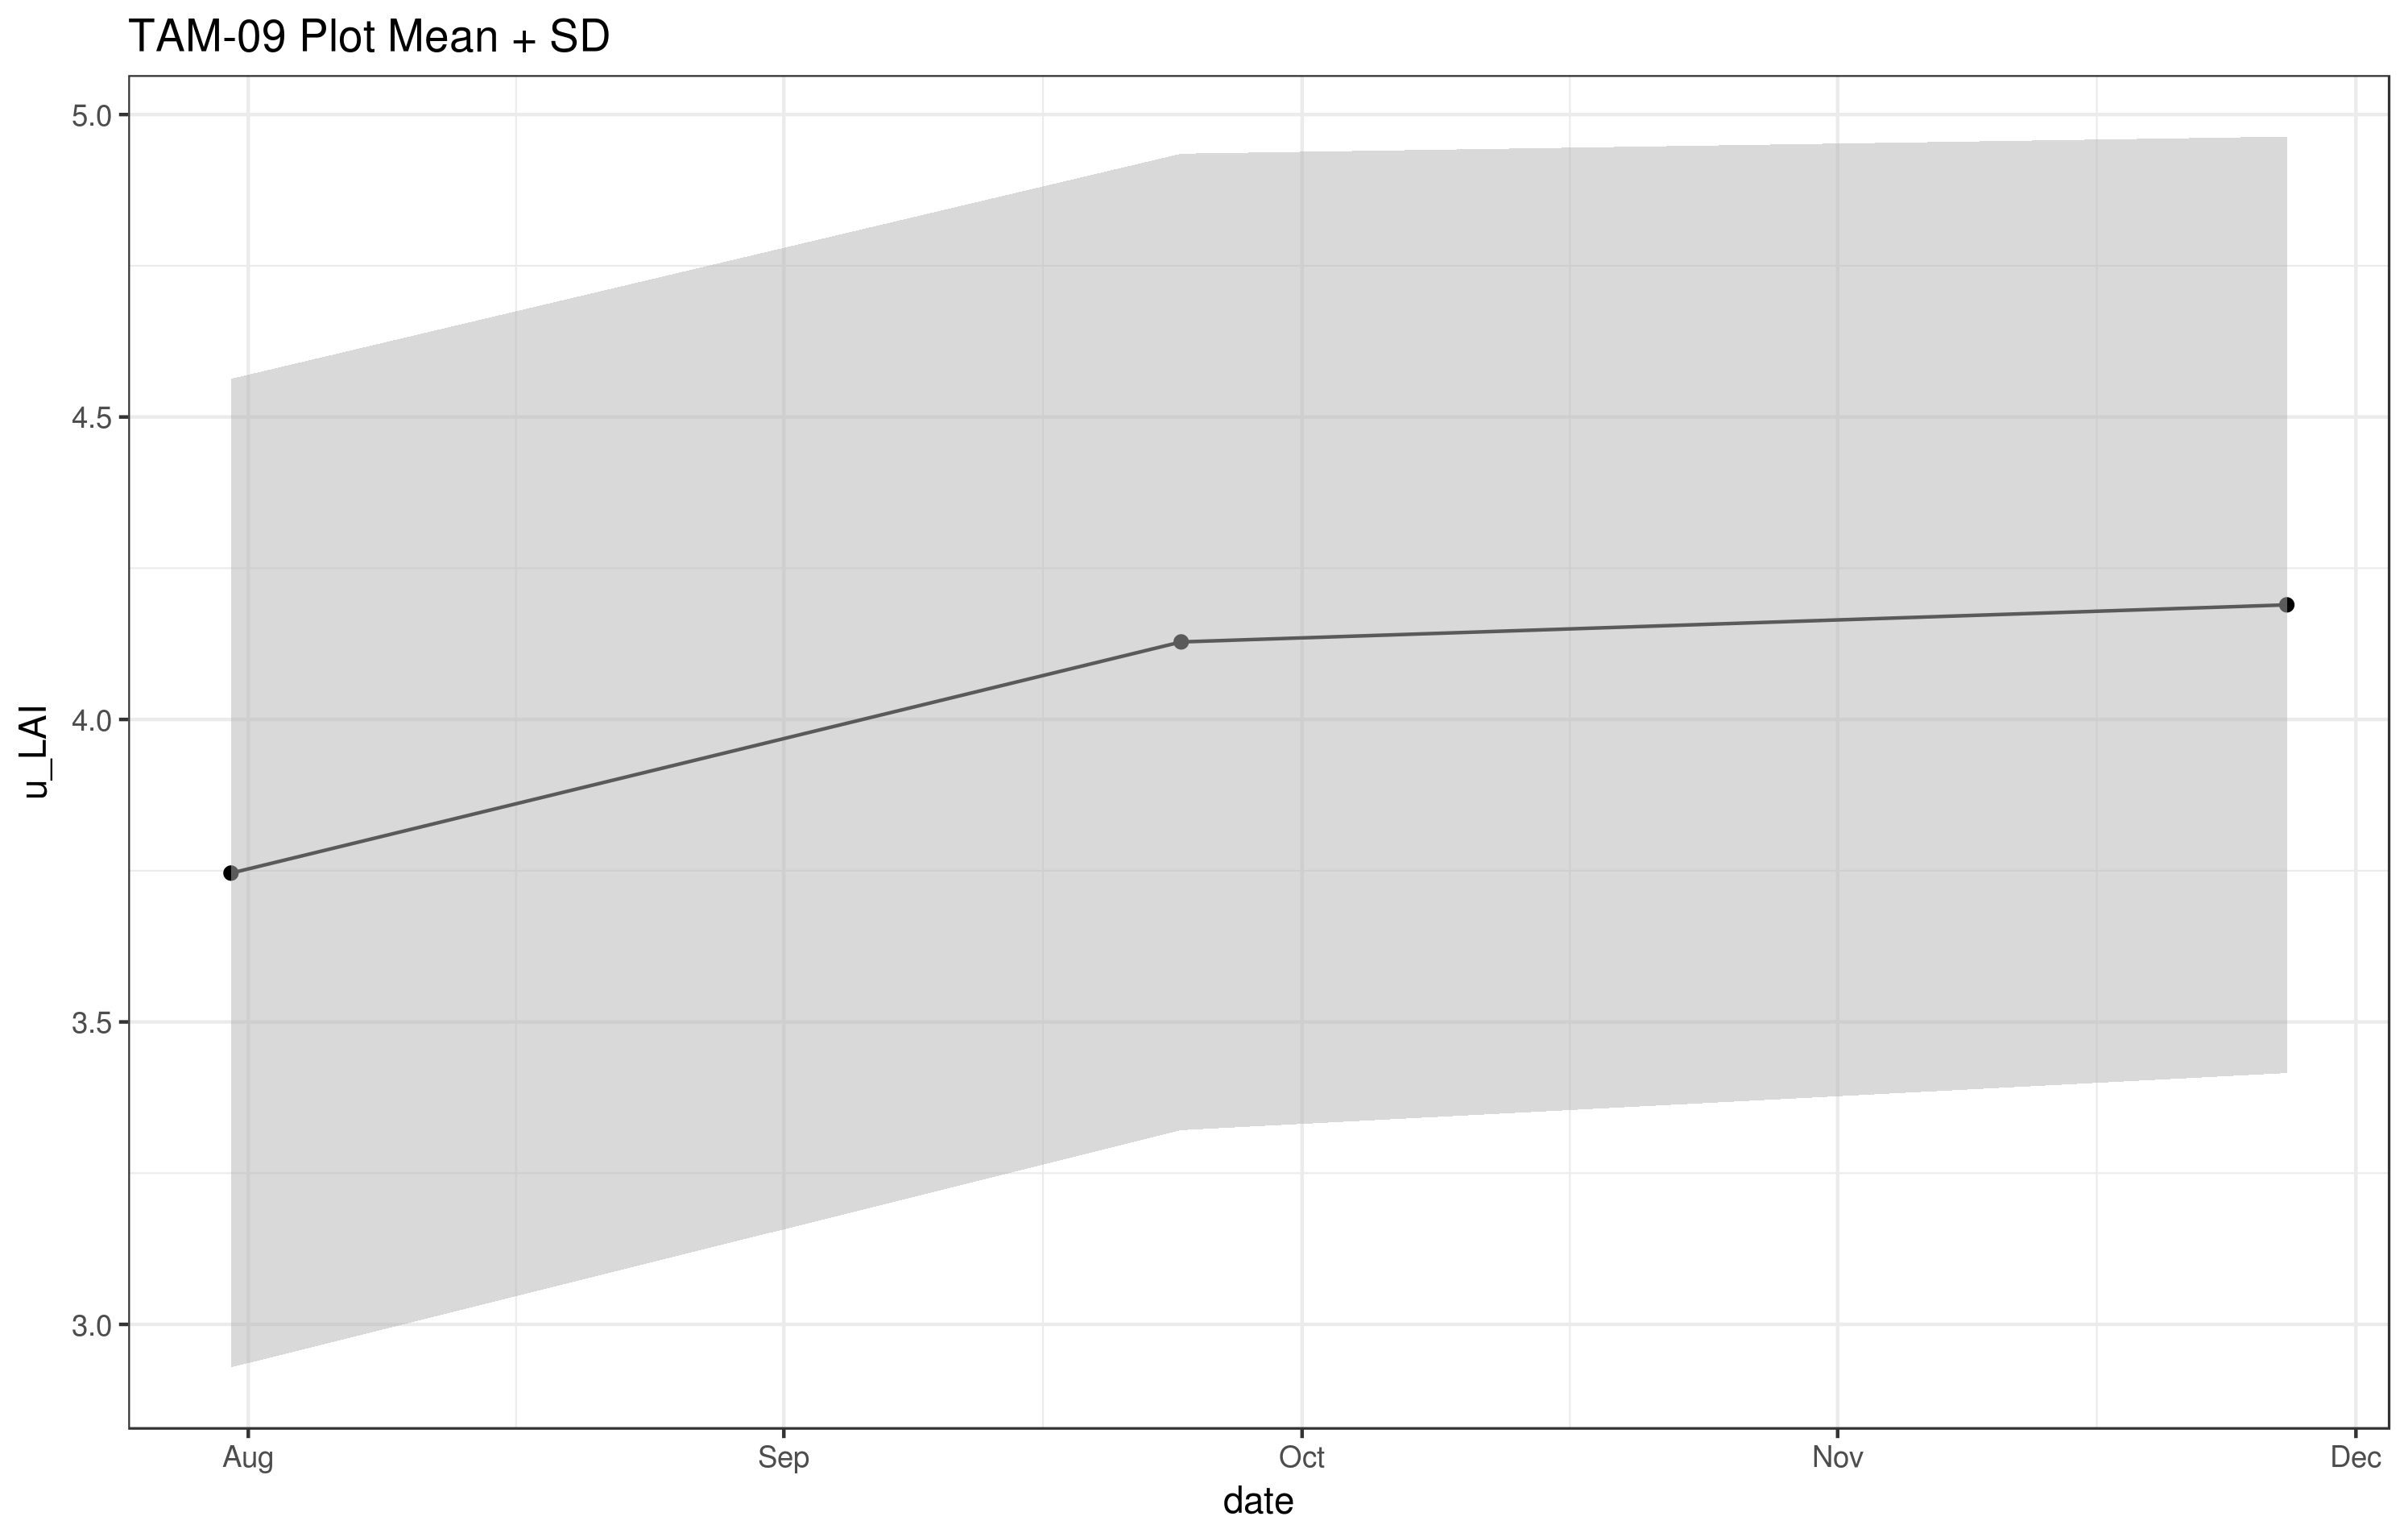 TAM-09 Plot Mean + SD
u_LAI
5.0
4.5
4.0
3.5
3.0
Aug Sep Oct Nov Dec
date